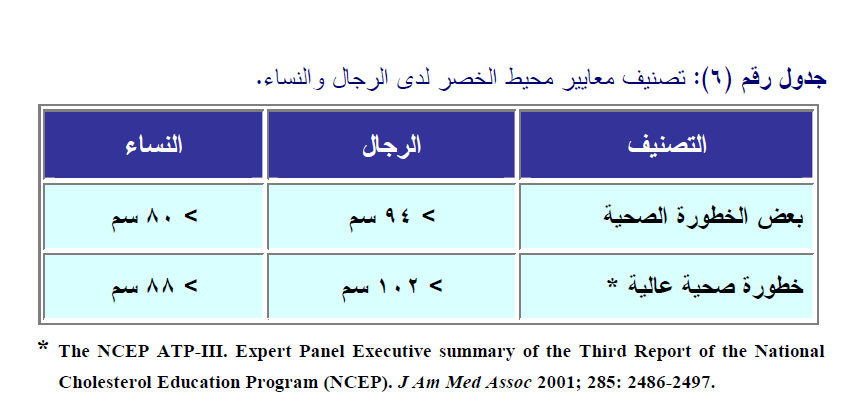 جدول رقم (٦): تصنيف معايير محيط الخصر لدى الرجال والنساء.
التصنيف الرجال النساء
بعض الخطورة الصحية > ٩٤ سم > ٨٠ سم
خطورة صحية عالية * > ١٠٢ سم > ٨٨ سم
* The NCEP ATP-III. Expert Panel Executive summary of the Third Report of the National
Cholesterol Education Program (NCEP). J Am Med Assoc 2001; 285: 2486-2497.